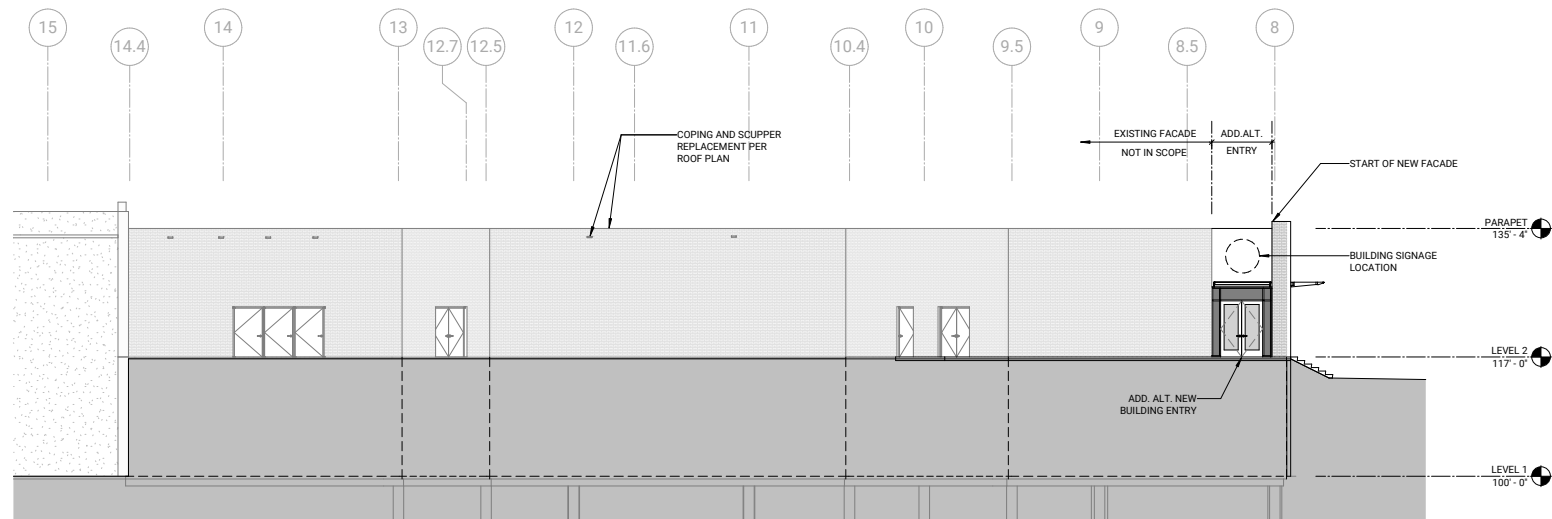 15
14.4
14
13
12.7
12.5
12
11.6
11
10.4
10
9.5
9
8.5
8
COPING AND SCUPPER
REPLACEMENT PER
ROOF PLAN
EXISTING FACADE
NOT IN SCOPE
ADD.ALT.
ENTRY
START OF NEW FACADE
PARAPET
135' - 4"
BUILDING SIGNAGE
LOCATION
LEVEL 2
117' - 0"
ADD. ALT. NEW
BUILDING ENTRY
LEVEL 1
100' - 0"